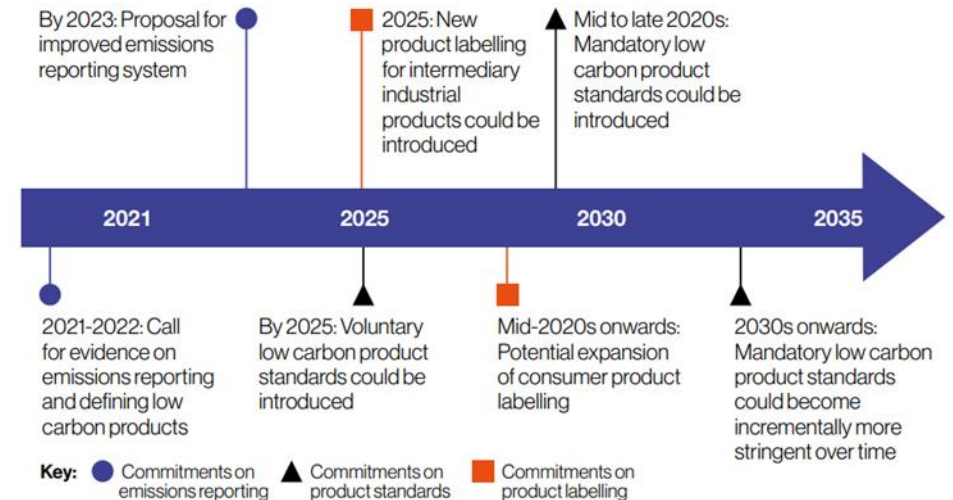 By 2023: Proposal for
improved emissions
reporting system
2025: New
product labelling
for intermediary
industrial
products could be
introduced
Mid to late 2020s:
Mandatory low
carbon product
standards could be
introduced
2021
2025
2030
2035
2021-2022: Call
for evidence on
emissions reporting
and defining low
carbon products
By 2025: Voluntary
low carbon product
standards could be
introduced
Mid-2020s onwards:
Potential expansion
of consumer product
labelling
2030s onwards:
Mandatory low carbon
product standards
could become
incrementally more
stringent over time
Key:
Commitments on
emissions reporting
Commitments on
product standards
Commitments on
product labelling